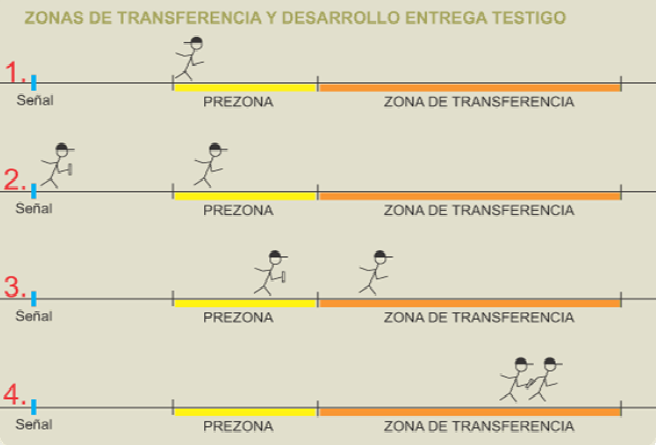 ZONAS DE TRANSFERENCIA Y DESARROLLO ENTREGA TESTIGO
1.
Señal PREZONA ZONA DE TRANSFERENCIA
2.
Señal PREZONA ZONA DE TRANSFERENCIA
3.
Señal PREZONA ZONA DE TRANSFERENCIA
4.
Señal PREZONA ZONA DE TRANSFERENCIA